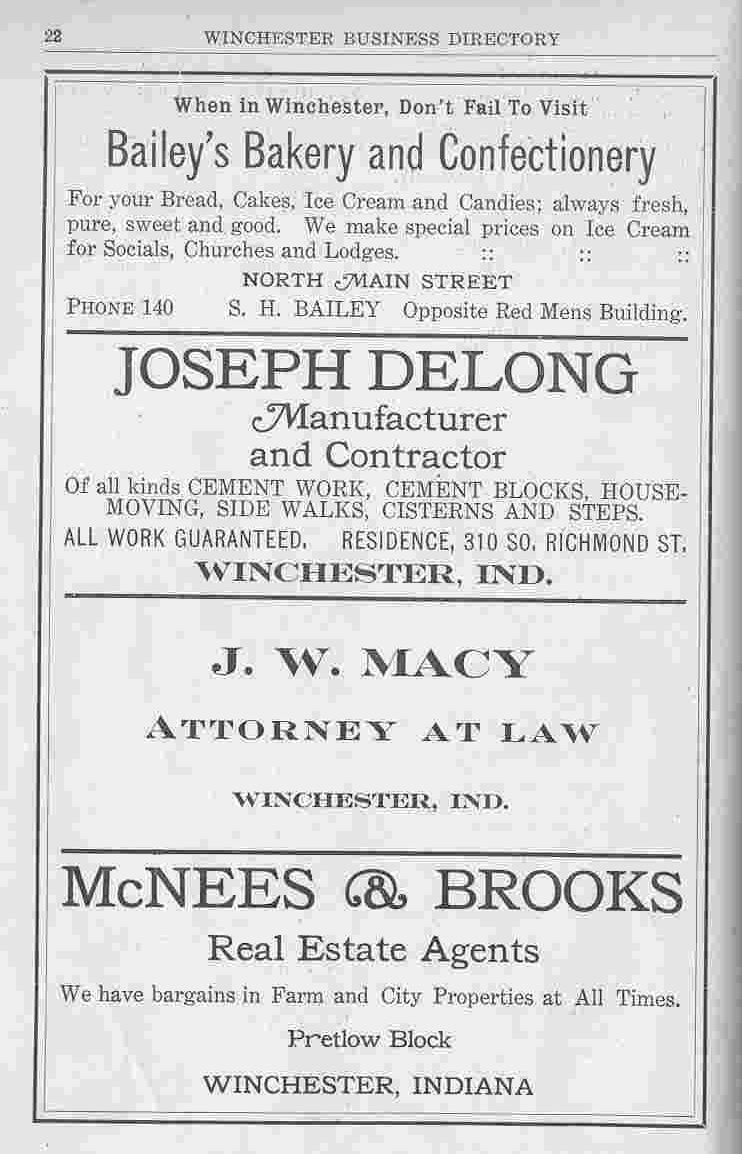 22 WINCHESTER BUSINESS DIRECTORY
When in Winchester, Don't Fail To Visit
Bailey's Bakery and Confectionery
For your Bread, Cakes, Ice Cream and Candies; always fresh,
pure, sweet and good. We make special prices on Ice Cream
for Socials, Churches and Lodges. :: :: ::
NORTH MAIN STREET
PHONE 140 S. H. BAILEY Opposite Red Mens Building.
JOSEPH DELONG
Manufacturer
and Contractor
Of all kinds CEMENT WORK, CEMENT BLOCKS, HOUSE-
MOVING, SIDE WALKS, CISTERNS AND STEPS.
ALL WORK GUARANTEED. RESIDENCE, 310 SO. RICHMOND ST.
WINCHESTER, IND.
J. W. MACY
ATTORNEY AT LAW
WINCHESTER, IND.
McNEES & BROOKS
Real Estate Agents
We have bargains in Farm and City Properties at All Times.
Pretlow Block
WINCHESTER, INDIANA